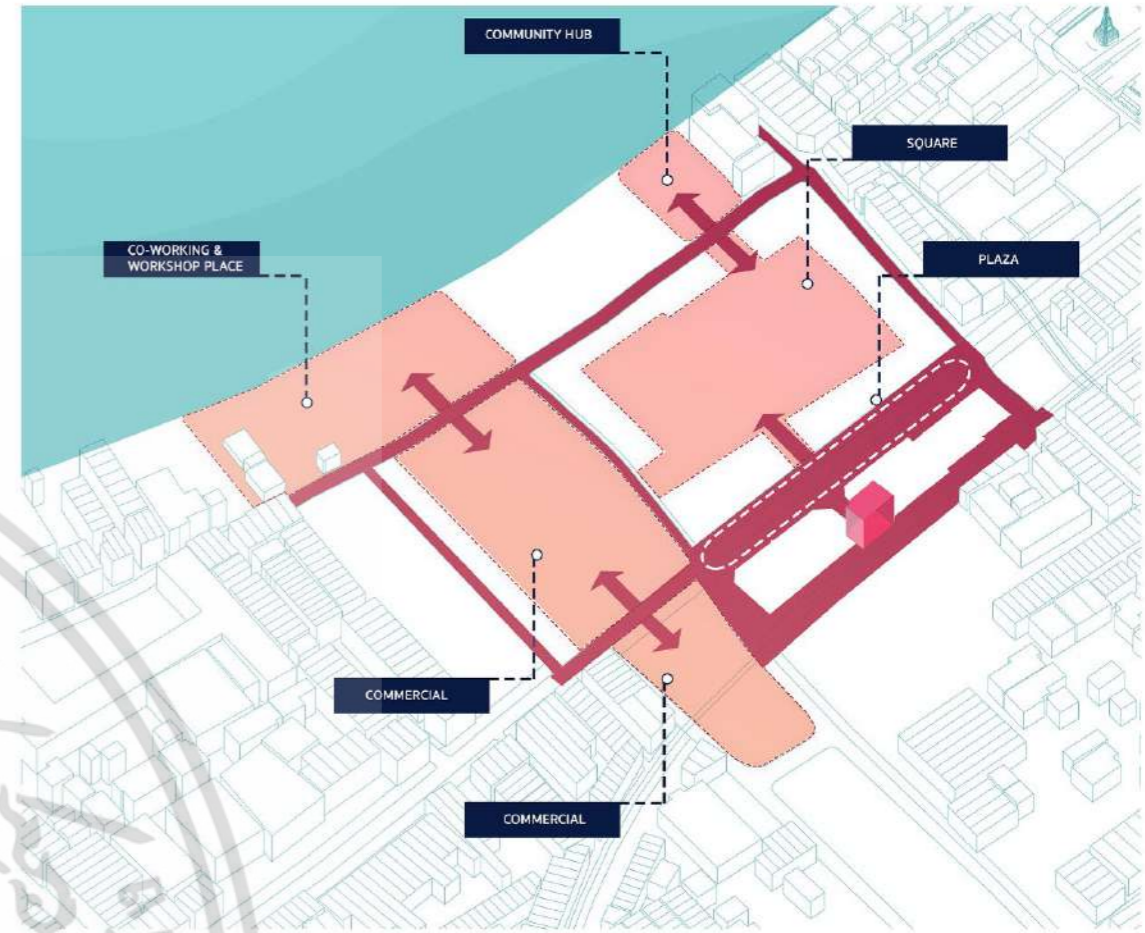 COMMUNITY HUB
SQUARE
CO-WORKING &
WORKSHOP PLACE
PLAZA
COMMERCIAL
COMMERCIAL